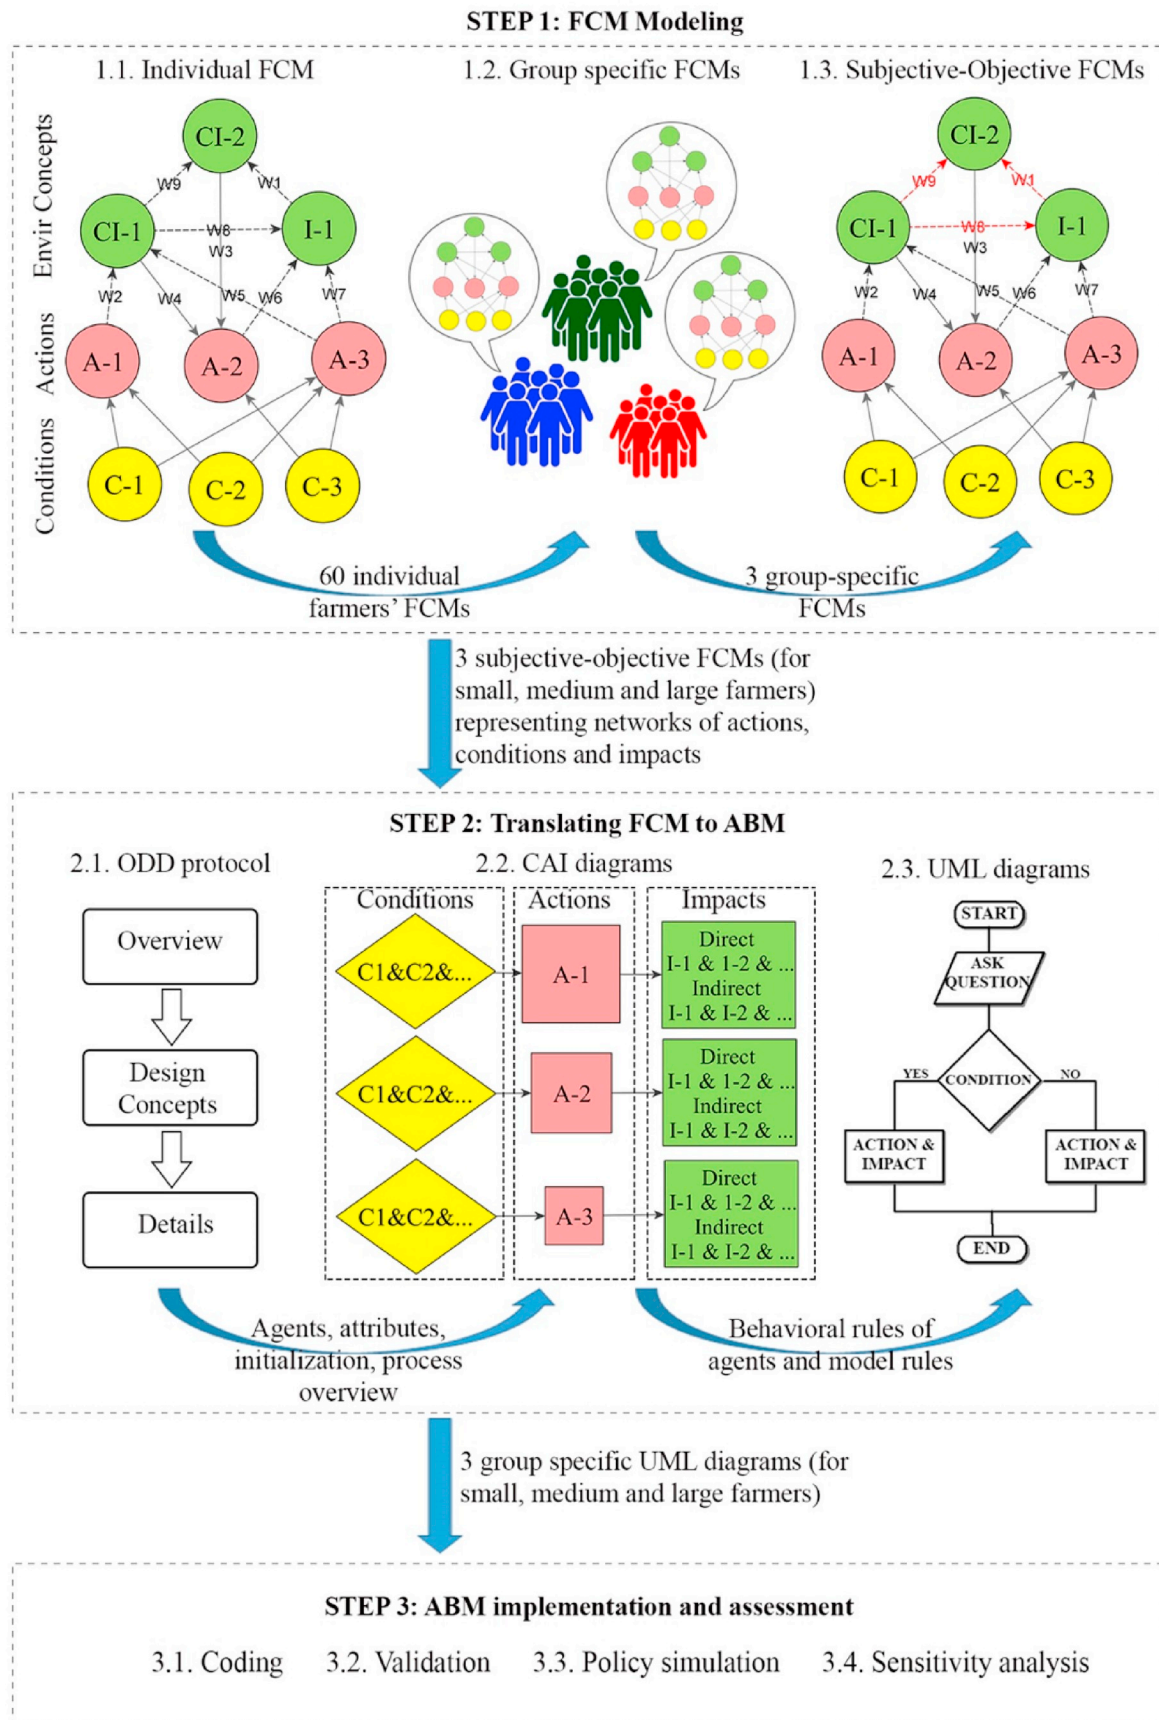 STEP 1: FCM Modeling
1.1. Individual FCM
1.2. Group specific FCMs
1.3. Subjective-Objective FCMs
Envir Concepts
Actions
Conditions
CI-2
W9
W1
CI-1
W8
I-1
W3
W2
W4
W5
W6
W7
A-1
A-2
A-3
C-1
C-2
C-3
CI-2
W9
W1
CI-1
W8
I-1
W3
W2
W4
W5
W6
W7
A-1
A-2
A-3
C-1
C-2
C-3
60 individual
farmers’ FCMs
3 group-specific
FCMs
3 subjective-objective FCMs (for
small, medium and large farmers)
representing networks of actions,
conditions and impacts
STEP 2: Translating FCM to ABM
2.1. ODD protocol
2.2. CAI diagrams
2.3. UML diagrams
Overview
Design
Concepts
Details
Conditions
Actions
Impacts
C1&C2&...
A-1
Direct
I-1 & 1-2 & ...
Indirect
I-1 & I-2 & ...
C1&C2&...
A-2
Direct
I-1 & 1-2 & ...
Indirect
I-1 & I-2 & ...
C1&C2&...
A-3
Direct
I-1 & 1-2 & ...
Indirect
I-1 & I-2 & ...
START
ASK
QUESTION
YES
CONDITION
NO
ACTION &
IMPACT
ACTION &
IMPACT
END
Agents, attributes,
initialization, process
overview
Behavioral rules of
agents and model rules
3 group specific UML diagrams (for
small, medium and large farmers)
STEP 3: ABM implementation and assessment
3.1. Coding
3.2. Validation
3.3. Policy simulation
3.4. Sensitivity analysis